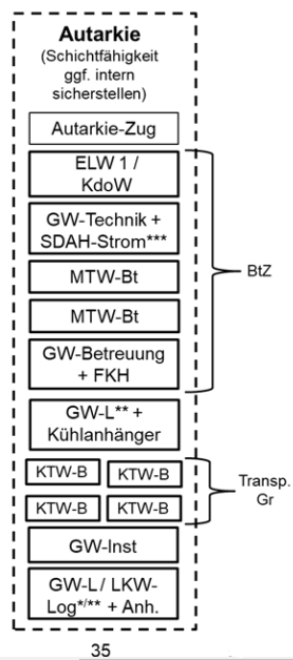 Autarkie
(Schichtfähigkeit
ggf. intern
sicherstellen)
Autarkie-Zug
ELW 1 /
KdoW
GW-Technik +
SDAH-Strom***
MTW-Bt
BtZ
MTW-Bt
GW-Betreuung
+ FKH
GW-L** +
Kühlanhänger
KTW-B KTW-B
Transp.
Gr
KTW-B KTW-B
GW-Inst
GW-L/ LKW-
Log*/** + Anh.
35